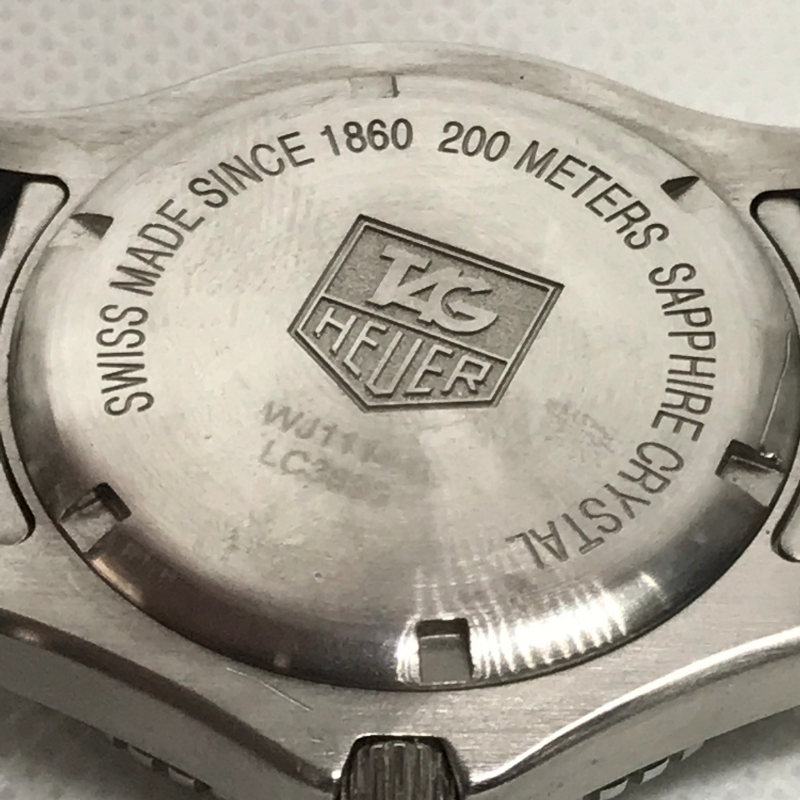 SWISS MADE SINCE 1860 200 METERS SAPPHIRE CRYSTAL
TAG
HEUER